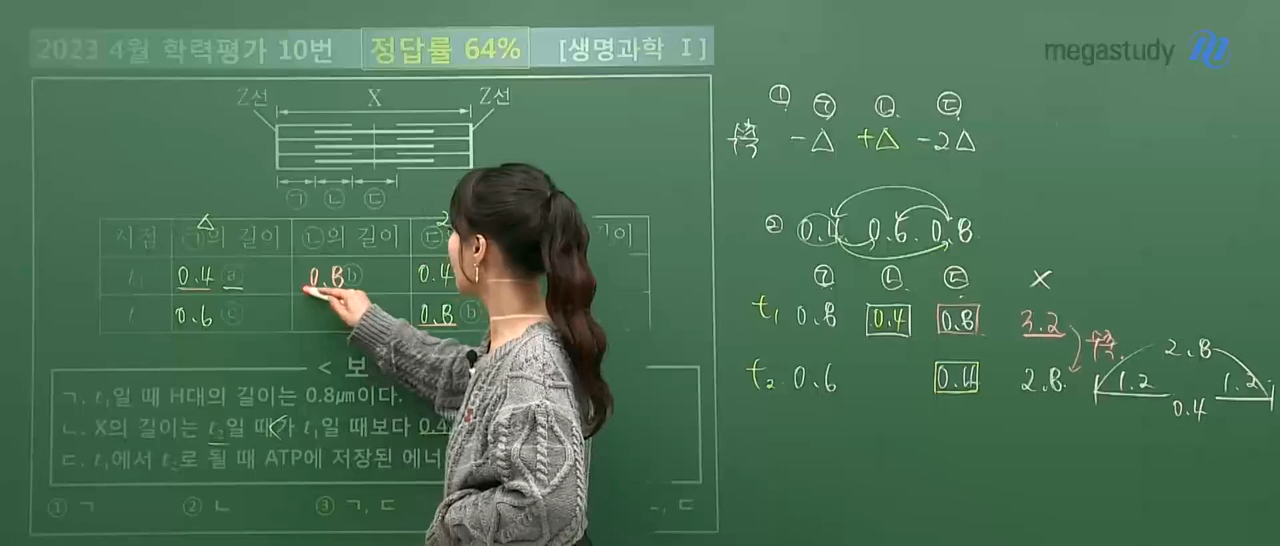 2023 4월 학력평가 10번 정답률 64% [생명과학 Ⅰ]
megastudy
Z선 X Z선
㉠ ㉡ ㉢
△ 2
시점 ㉠의 길이 ㉡의 길이 길이
t₁ 0.4 ⓐ 0.8 ⓑ 0.4
t 0.6 ⓒ 0.8 ⓑ
< 보
ㄱ. t₁일 때 H대의 길이는 0.8㎛이다.
ㄴ. X의 길이는 t₂일 때가 t₁일 때보다 0.4
ㄷ. t₁에서 t₂로 될 때 ATP에 저장된 에너
① ㄱ ② ㄴ ③ ㄱ, ㄷ ㄴ, ㄷ
① ㉠ ㉡ ㉢
-△ +△ -2△
② 0.4. 0.6. 0.8.
㉠ ㉡ ㉢ X
t₁ 0.8 0.4 0.8 3.2
t₂ 0.6 0.4 2.8.
2.8
1.2 1.2
0.4